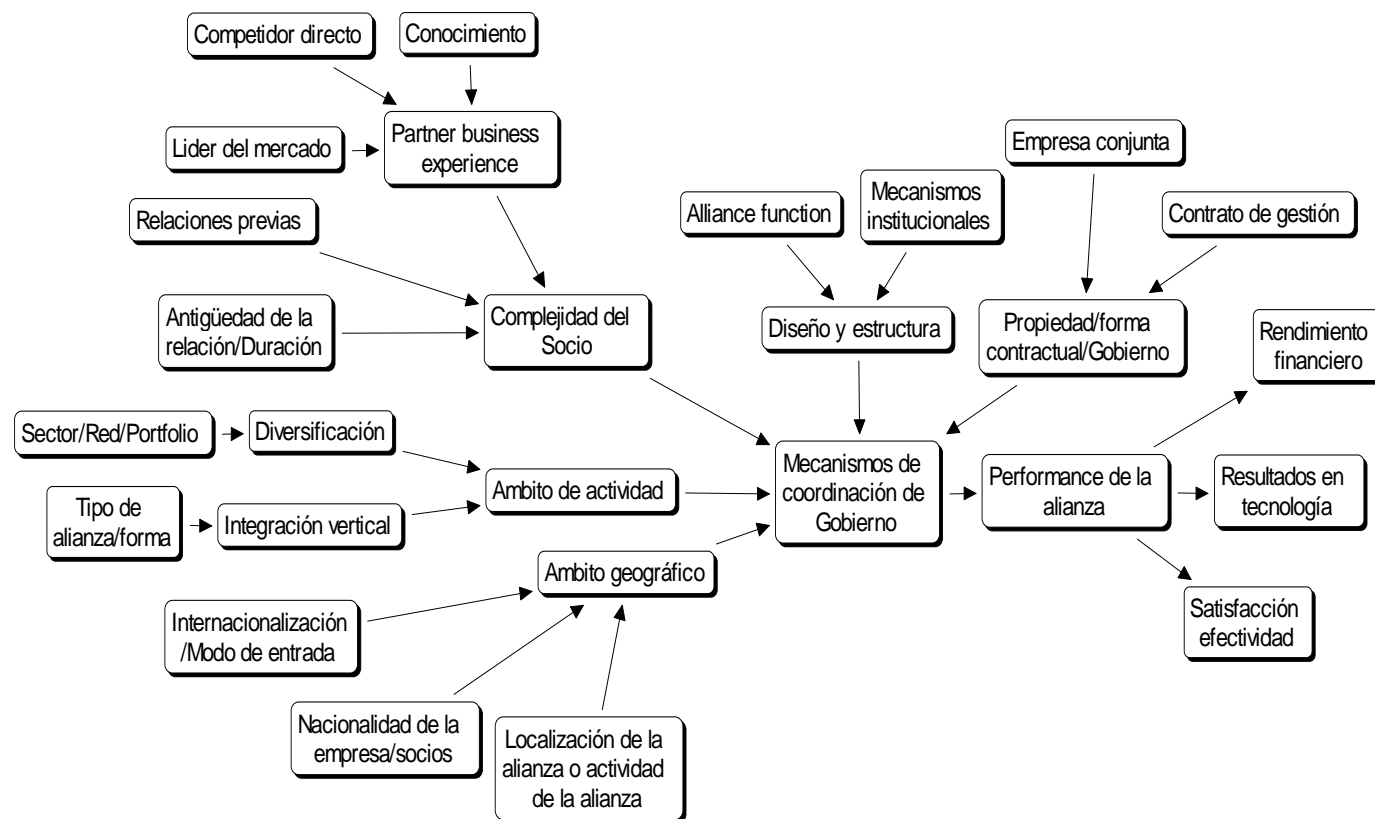 Competidor directo
Conocimiento
Lider del mercado
Partner business
experience
Empresa conjunta
Relaciones previas
Alliance function
Mecanismos
institucionales
Contrato de gestión
Antigüedad de la
relación/Duración
Complejidad del
Socio
Diseño y estructura
Propiedad/forma
contractual/Gobierno
Rendimiento
financiero
Sector/Red/Portfolio
Diversificación
Ambito de actividad
Mecanismos de
coordinación de
Gobierno
Performance de la
alianza
Resultados en
tecnología
Tipo de
alianza/forma
Integración vertical
Ambito geográfico
Satisfacción
efectividad
Internacionalización
/Modo de entrada
Nacionalidad de la
empresa/socios
Localización de la
alianza o actividad
de la alianza